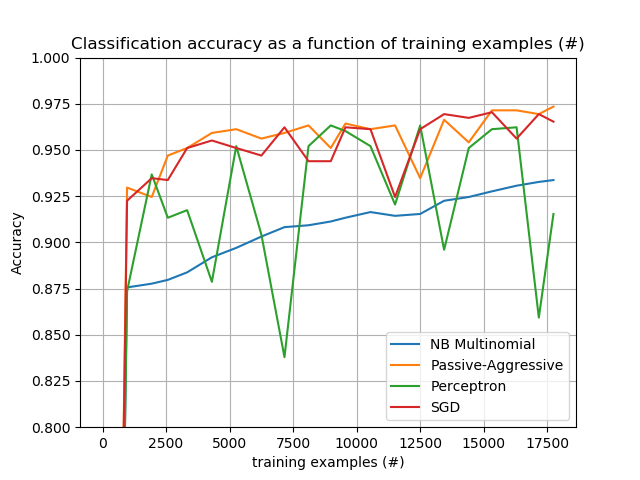 Classification accuracy as a function of training examples (#)
1.000
0.975
0.950
0.925
0.900
0.875
0.850
0.825
0.800
Accuracy
NB Multinomial
Passive-Aggressive
Perceptron
SGD
0 2500 5000 7500 10000 12500 15000 17500
training examples (#)